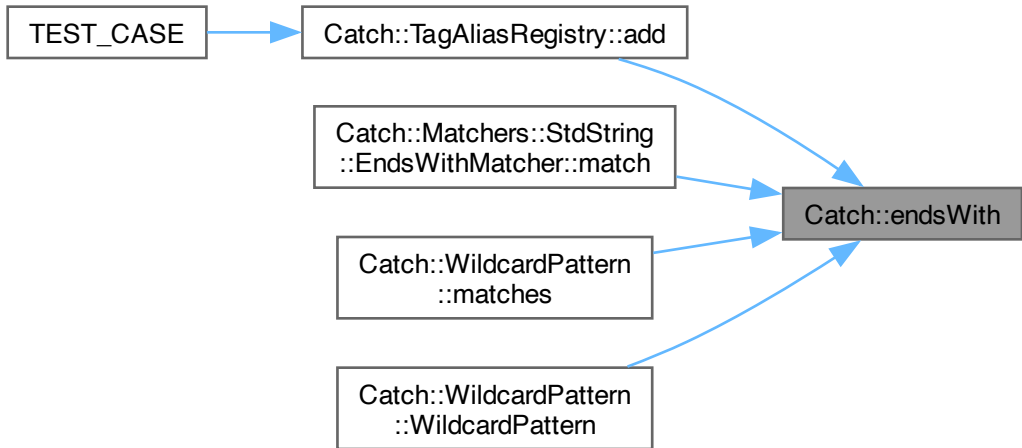 TEST_CASE
Catch::TagAliasRegistry::add
Catch::Matchers::StdString
::EndsWithMatcher::match
Catch::endsWith
Catch::WildcardPattern
::matches
Catch::WildcardPattern
::WildcardPattern